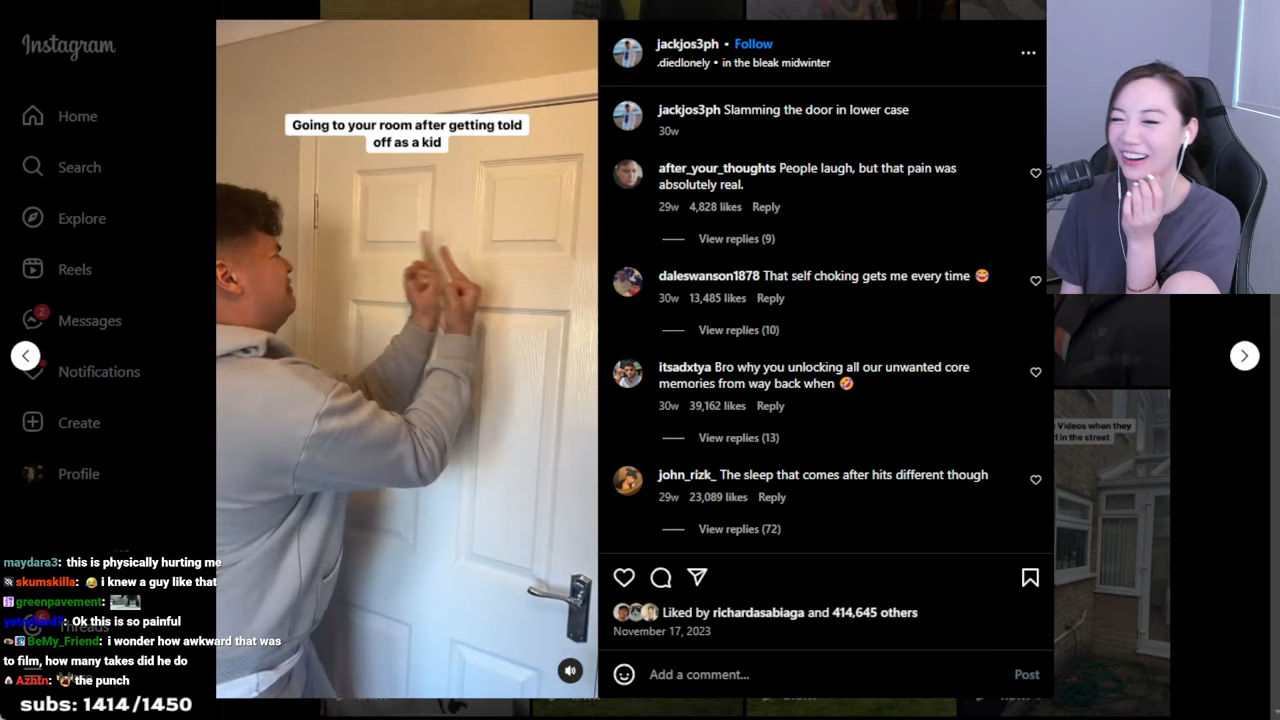 Instagram
Home
Search
Explore
Reels
2
Messages
Notifications
Create
Profile
Threads
Going to your room after getting told
off as a kid
jackjos3ph • Follow
.diedlonely • in the bleak midwinter
jackjos3ph Slamming the door in lower case
30w
after_your_thoughts People laugh, but that pain was
absolutely real.
29w 4,828 likes Reply
View replies (9)
daleswanson1878 That self choking gets me every time 😂
30w 13,485 likes Reply
View replies (10)
itsadxtya Bro why you unlocking all our unwanted core
memories from way back when 🤣
30w 39,162 likes Reply
View replies (13)
john_rizk_ The sleep that comes after hits different though
29w 23,089 likes Reply
View replies (72)
Liked by richardasabiaga and 414,645 others
November 17, 2023
Add a comment...
Post
Videos when they
in the street
maydara3: this is physically hurting me
skumskilla: 😂 i knew a guy like that
greenpavement:
Ok this is so painful
BeMy_Friend: i wonder how awkward that was
to film, how many takes did he do
Azhtn: the punch
subs: 1414/1450